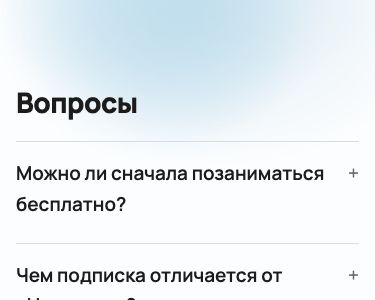 Вопросы
Можно ли сначала позаниматься +
бесплатно?
Чем подписка отличается от +